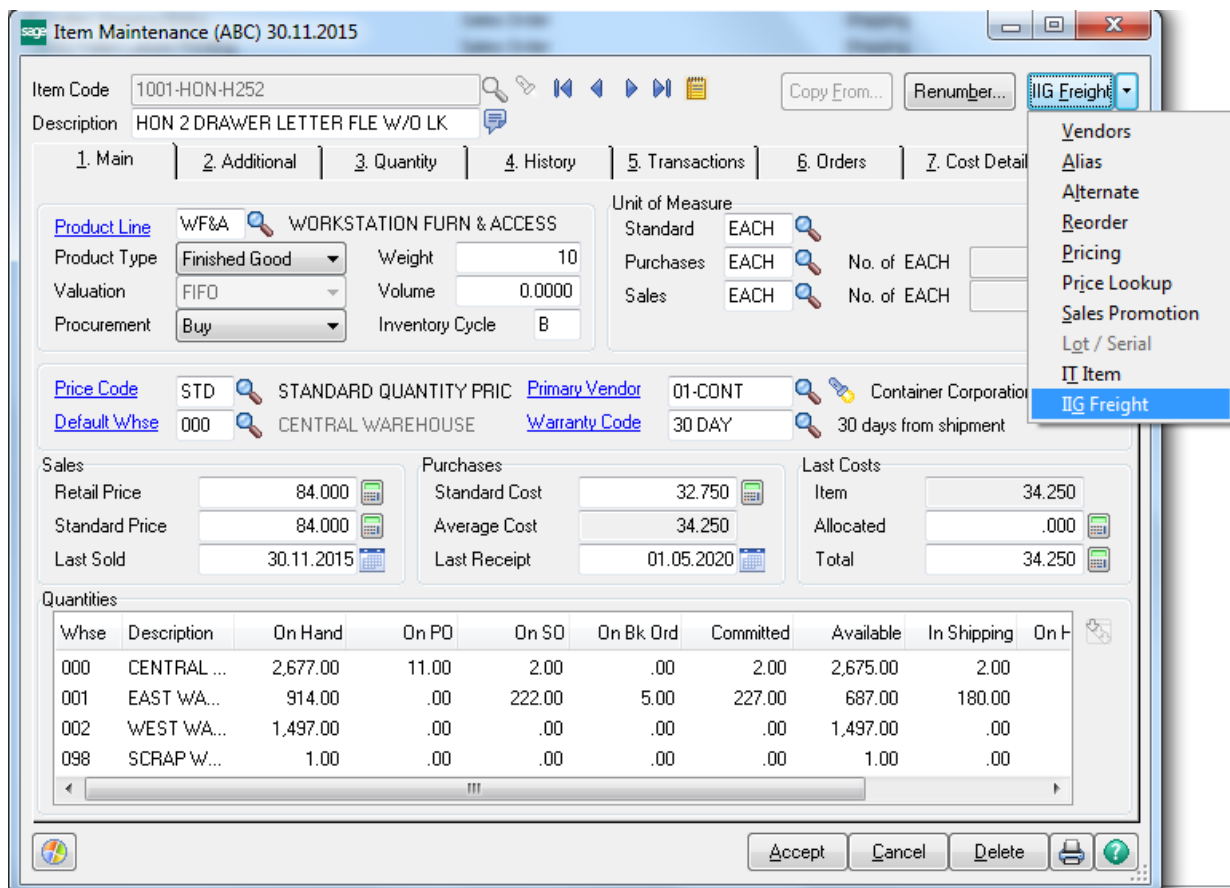 sage Item Maintenance (ABC) 30.11.2015
Item Code 1001-HON-H252 Copy From... Renumber... IIG Freight
Description HON 2 DRAWER LETTER FLE W/O LK
1. Main 2. Additional 3. Quantity 4. History 5. Transactions 6. Orders 7. Cost Detail
Vendors
Alias
Alternate
Reorder
Pricing
Price Lookup
Sales Promotion
Lot / Serial
IT Item
IIG Freight
Product Line WF&A WORKSTATION FURN & ACCESS
Product Type Finished Good Weight 10
Valuation FIFO Volume 0.0000
Procurement Buy Inventory Cycle B
Unit of Measure
Standard EACH
Purchases EACH No. of EACH
Sales EACH No. of EACH
Price Code STD STANDARD QUANTITY PRIC Primary Vendor 01-CONT Container Corporation
Default Whse 000 CENTRAL WAREHOUSE Warranty Code 30 DAY 30 days from shipment
Sales
Retail Price 84.000
Standard Price 84.000
Last Sold 30.11.2015
Purchases
Standard Cost 32.750
Average Cost 34.250
Last Receipt 01.05.2020
Last Costs
Item 34.250
Allocated .000
Total 34.250
Quantities
Whse Description On Hand On PO On SO On Bk Ord Committed Available In Shipping On H
000 CENTRAL ... 2,677.00 11.00 2.00 .00 2.00 2,675.00 2.00
001 EAST WA... 914.00 .00 222.00 5.00 227.00 687.00 180.00
002 WEST WA... 1,497.00 .00 .00 .00 .00 1,497.00 .00
098 SCRAP W... 1.00 .00 .00 .00 .00 1.00 .00
Accept Cancel Delete